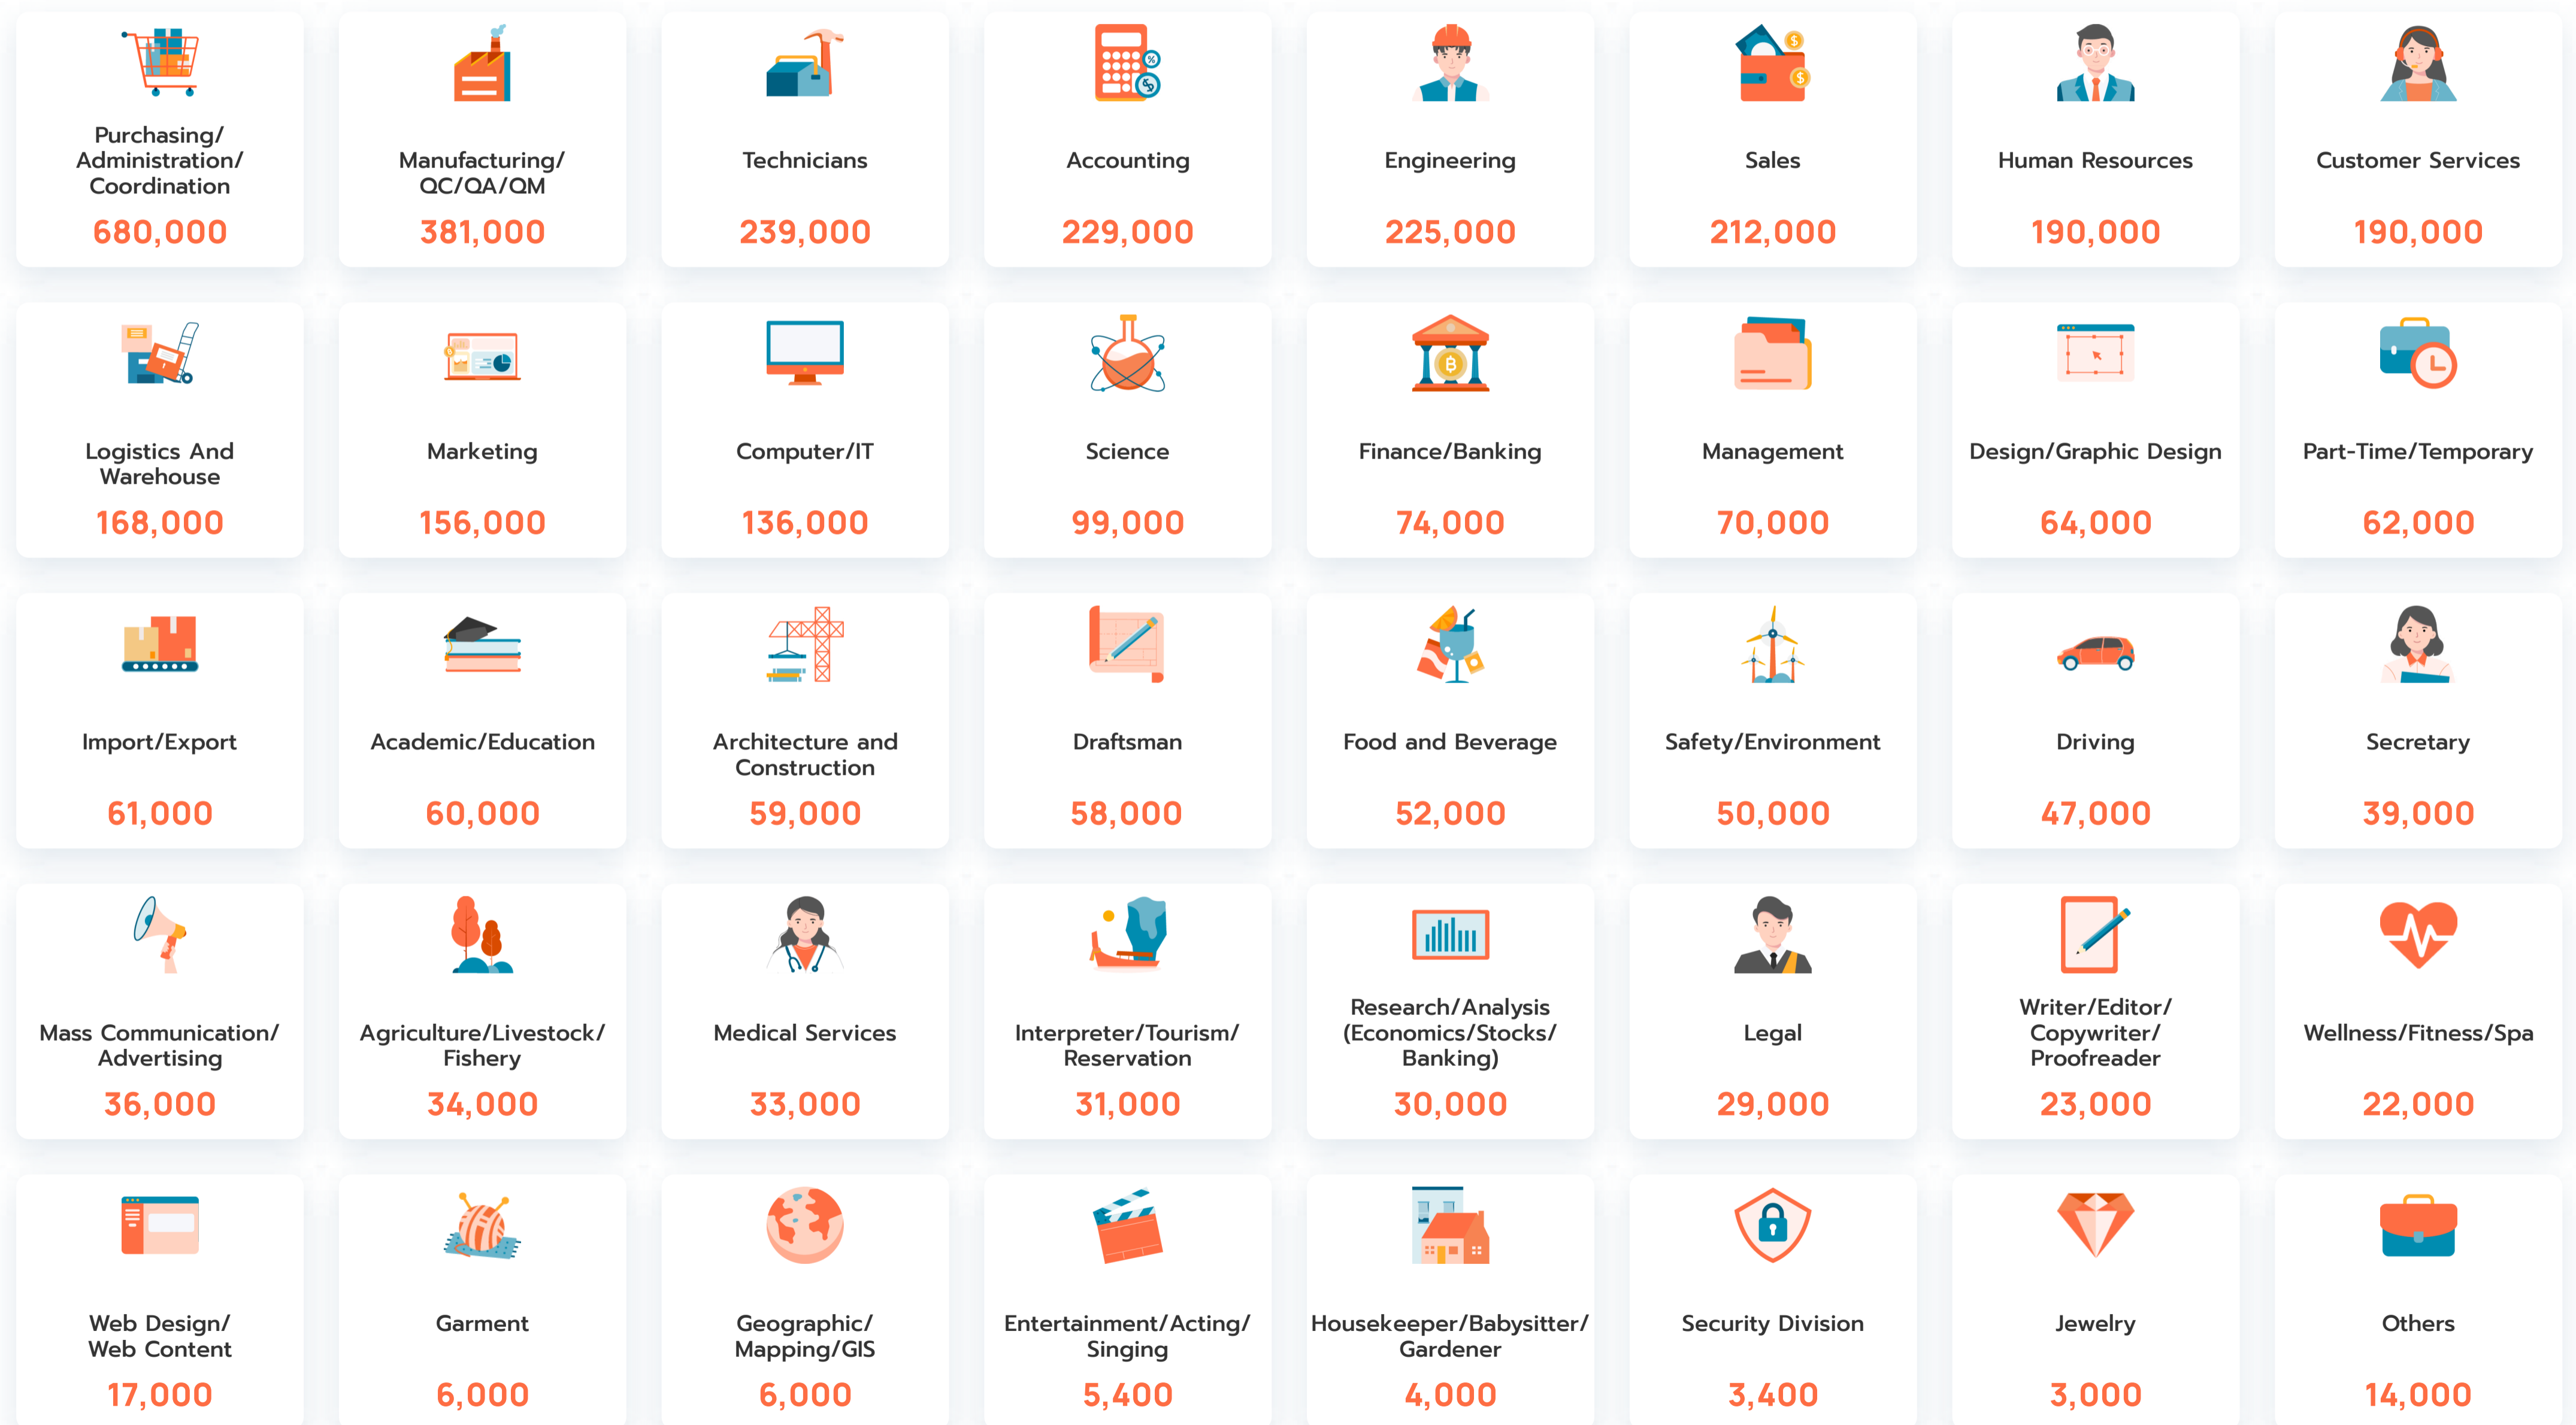 Purchasing/
Administration/
Coordination
680,000
Manufacturing/
QC/QA/QM
381,000
Technicians
239,000
Accounting
229,000
Engineering
225,000
Sales
212,000
Human Resources
190,000
Customer Services
190,000
Logistics And
Warehouse
168,000
Marketing
156,000
Computer/IT
136,000
Science
99,000
Finance/Banking
74,000
Management
70,000
Design/Graphic Design
64,000
Part-Time/Temporary
62,000
Import/Export
61,000
Academic/Education
60,000
Architecture and
Construction
59,000
Draftsman
58,000
Food and Beverage
52,000
Safety/Environment
50,000
Driving
47,000
Secretary
39,000
Mass Communication/
Advertising
36,000
Agriculture/Livestock/
Fishery
34,000
Medical Services
33,000
Interpreter/Tourism/
Reservation
31,000
Research/Analysis
(Economics/Stocks/
Banking)
30,000
Legal
29,000
Writer/Editor/
Copywriter/
Proofreader
23,000
Wellness/Fitness/Spa
22,000
Web Design/
Web Content
17,000
Garment
6,000
Geographic/
Mapping/GIS
6,000
Entertainment/Acting/
Singing
5,400
Housekeeper/Babysitter/
Gardener
4,000
Security Division
3,400
Jewelry
3,000
Others
14,000